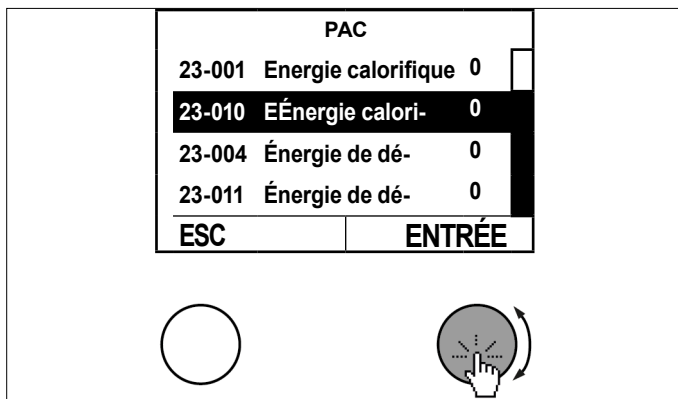 PAC
23-001 Energie calorifique 0
23-010 EÉnergie calori- 0
23-004 Énergie de dé- 0
23-011 Énergie de dé- 0
ESC ENTRÉE